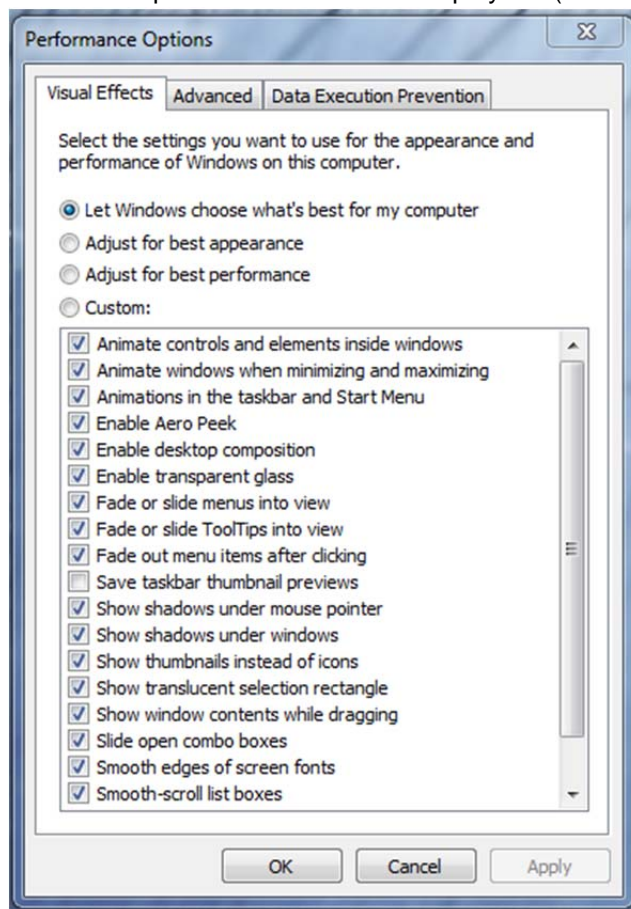 Performance Options
Visual Effects Advanced Data Execution Prevention
Select the settings you want to use for the appearance and
performance of Windows on this computer.
Let Windows choose what's best for my computer
Adjust for best appearance
Adjust for best performance
Custom:
Animate controls and elements inside windows
Animate windows when minimizing and maximizing
Animations in the taskbar and Start Menu
Enable Aero Peek
Enable desktop composition
Enable transparent glass
Fade or slide menus into view
Fade or slide ToolTips into view
Fade out menu items after clicking
Save taskbar thumbnail previews
Show shadows under mouse pointer
Show shadows under windows
Show thumbnails instead of icons
Show translucent selection rectangle
Show window contents while dragging
Slide open combo boxes
Smooth edges of screen fonts
Smooth-scroll list boxes
OK Cancel Apply